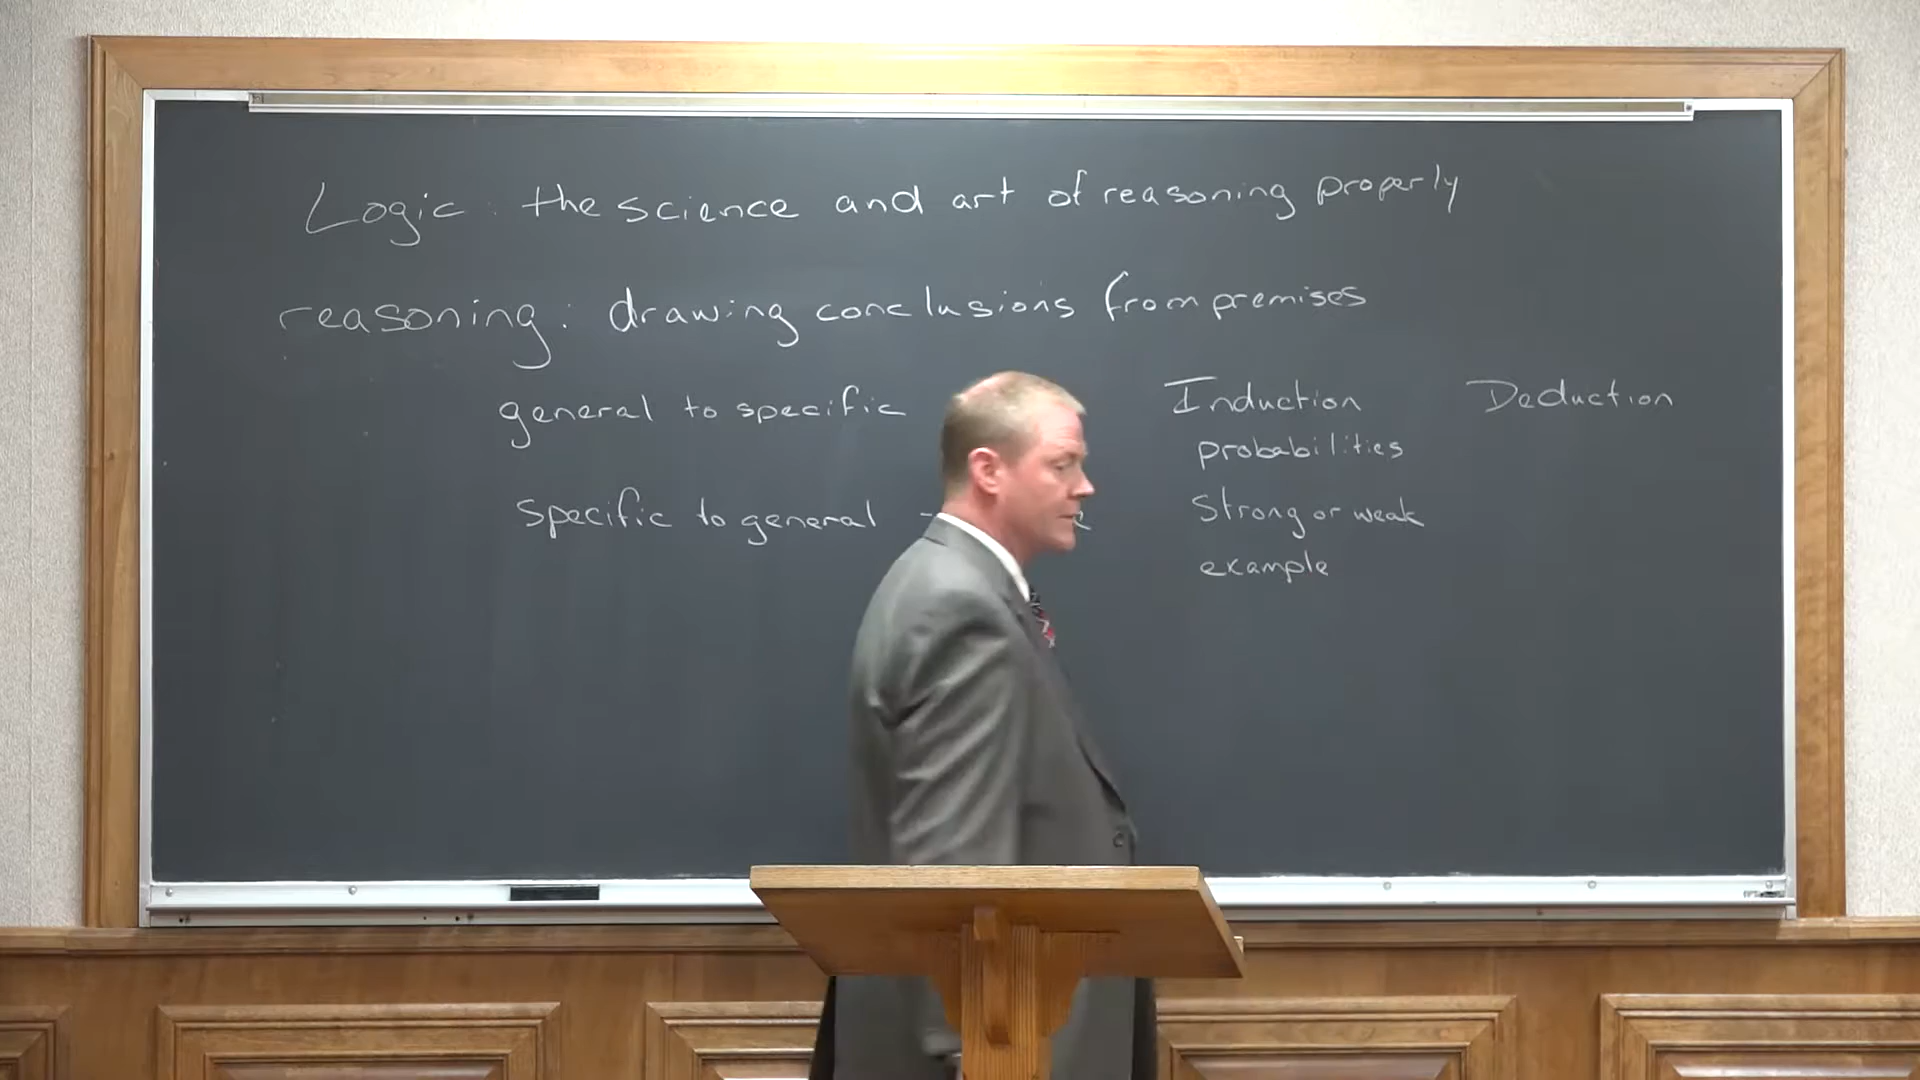 Logic: the science and art of reasoning properly
reasoning: drawing conclusions from premises
general to specific
specific to general -
Induction
probabilities
Strong or weak
example
Deduction